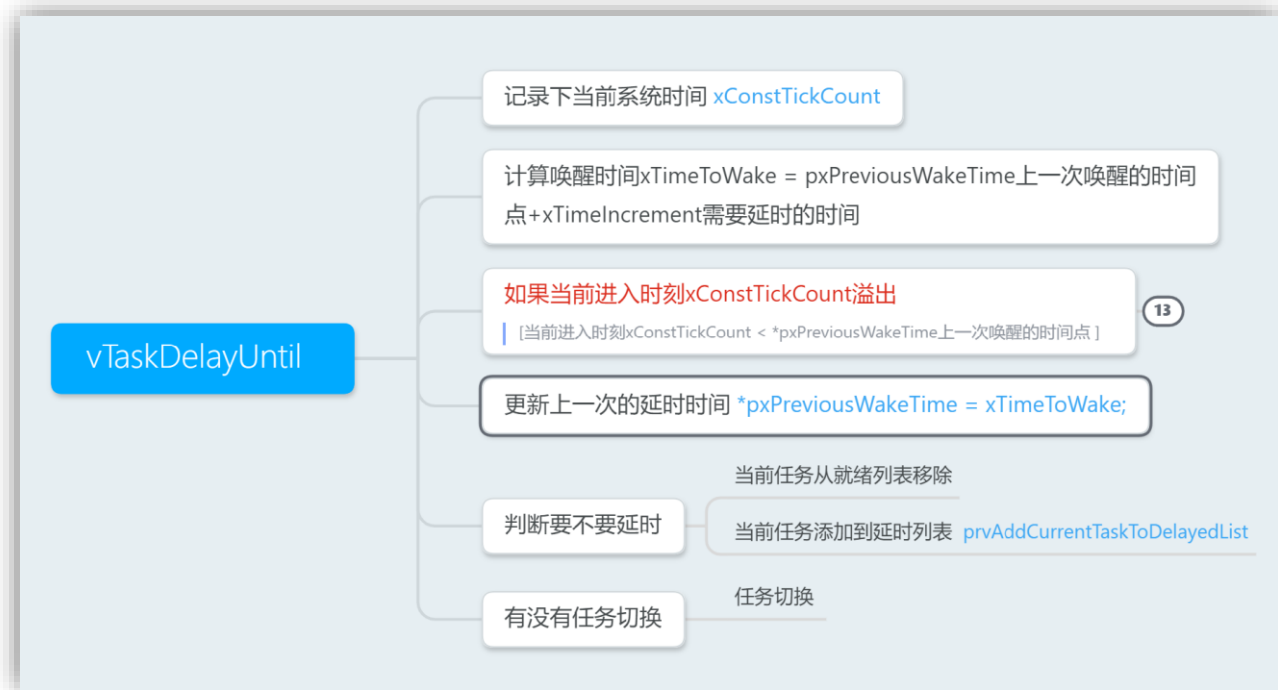 记录下当前系统时间 xConstTickCount
计算唤醒时间xTimeToWake = pxPreviousWakeTime上一次唤醒的时间
点+xTimeIncrement需要延时的时间
如果当前进入时刻xConstTickCount溢出
[当前进入时刻xConstTickCount < *pxPreviousWakeTime上一次唤醒的时间点 ]
13
vTaskDelayUntil
更新上一次的延时时间 *pxPreviousWakeTime = xTimeToWake;
判断要不要延时
当前任务从就绪列表移除
当前任务添加到延时列表 prvAddCurrentTaskToDelayedList
有没有任务切换
任务切换